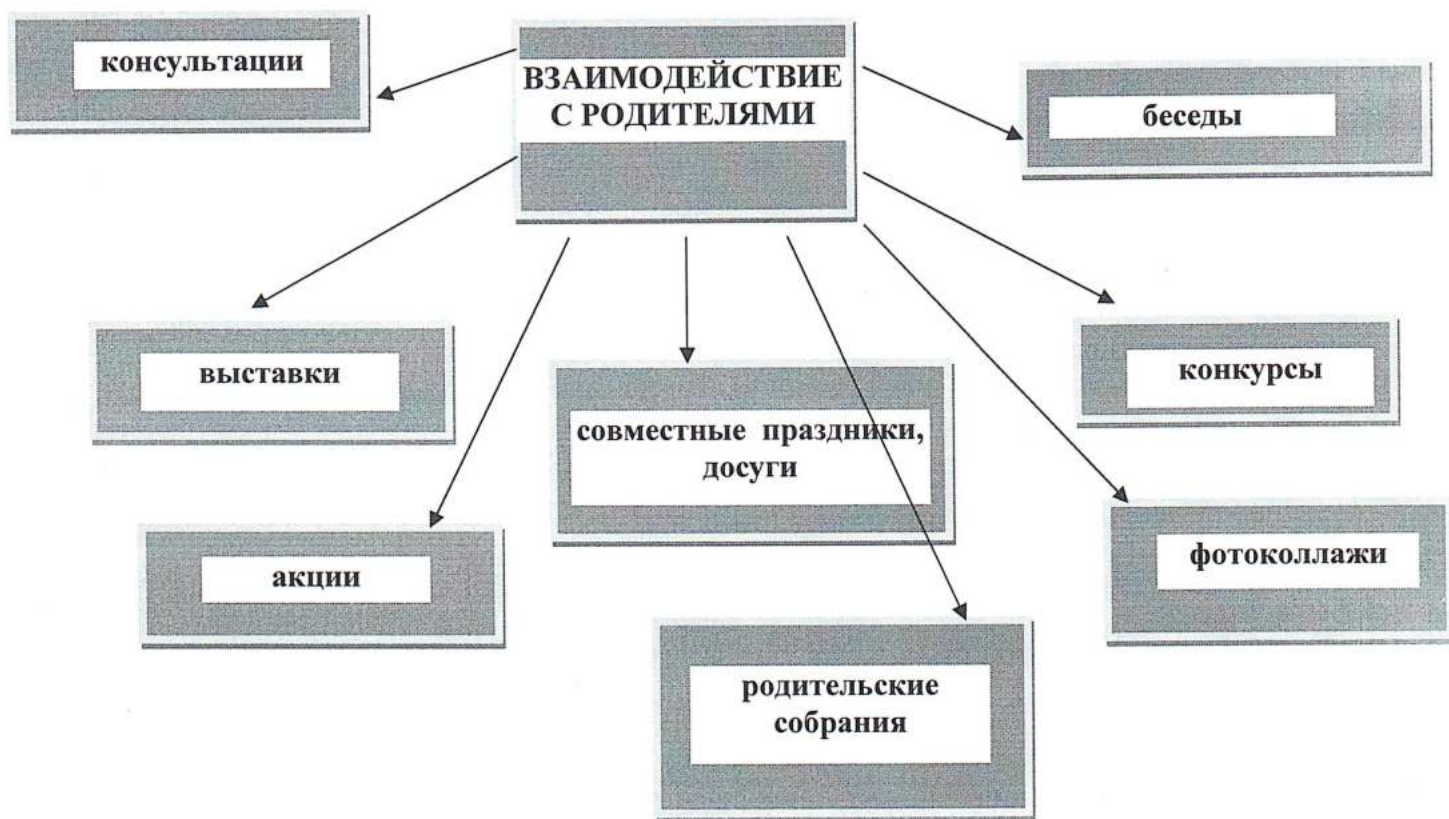 консультации
ВЗАИМОДЕЙСТВИЕ
С РОДИТЕЛЯМИ
беседы
выставки
конкурсы
совместные праздники,
досуги
акции
фотоколлажи
родительские
собрания